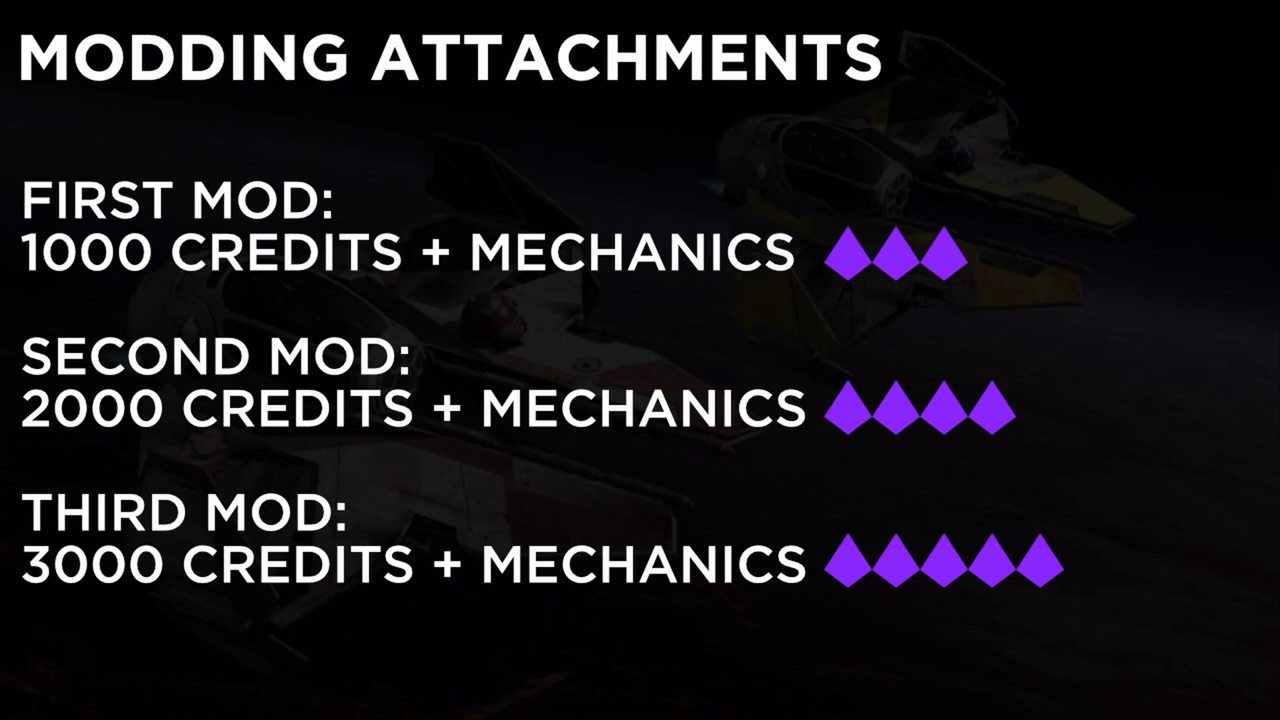 MODDING ATTACHMENTS
FIRST MOD:
1000 CREDITS + MECHANICS
SECOND MOD:
2000 CREDITS + MECHANICS
THIRD MOD:
3000 CREDITS + MECHANICS